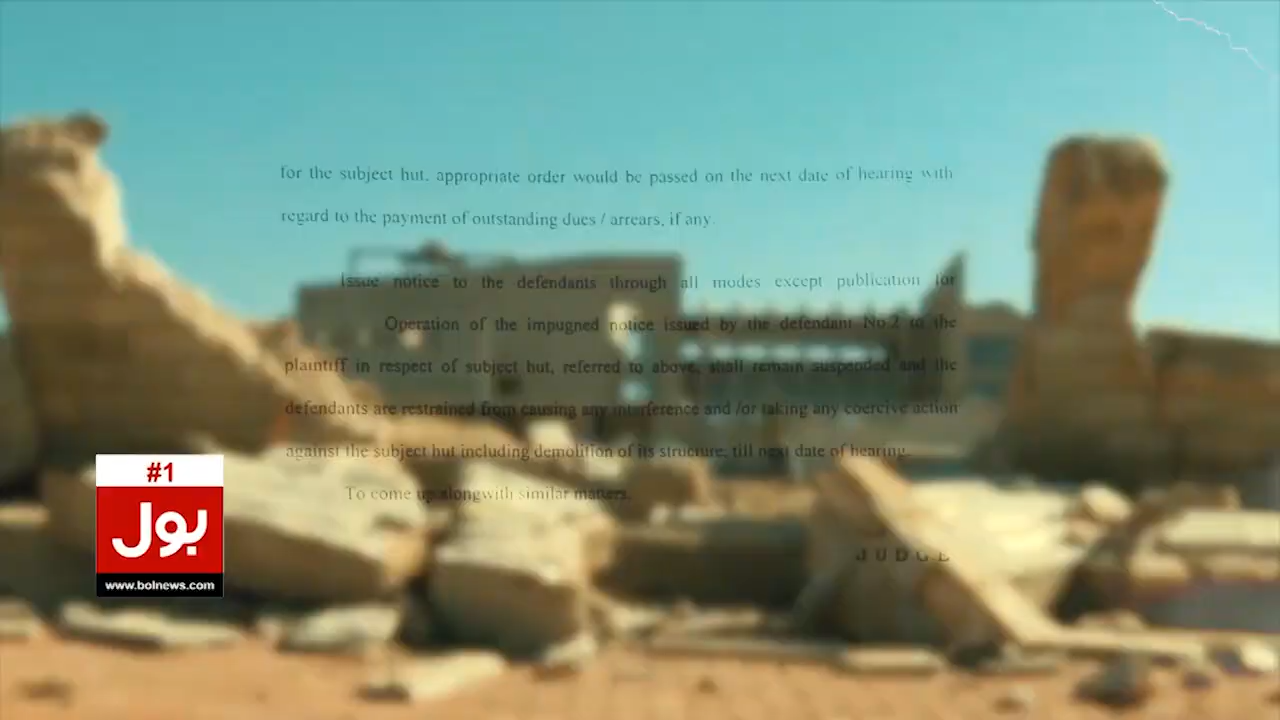 for the subject hut, appropriate order would be passed on the next date of hearing with
regard to the payment of outstanding dues / arrears, if any.
Issue notice to the defendants through all modes except publication for
Operation of the impugned notice issued by the defendant No.2 to the
plaintiff in respect of subject hut, referred to above, shall remain suspended and the
defendants are restrained from causing any interference and /or taking any coercive action
against the subject hut including demolition of its structure, till next date of hearing.
To come up alongwith similar matters.
JUDGE
#1
بول
www.bolnews.com